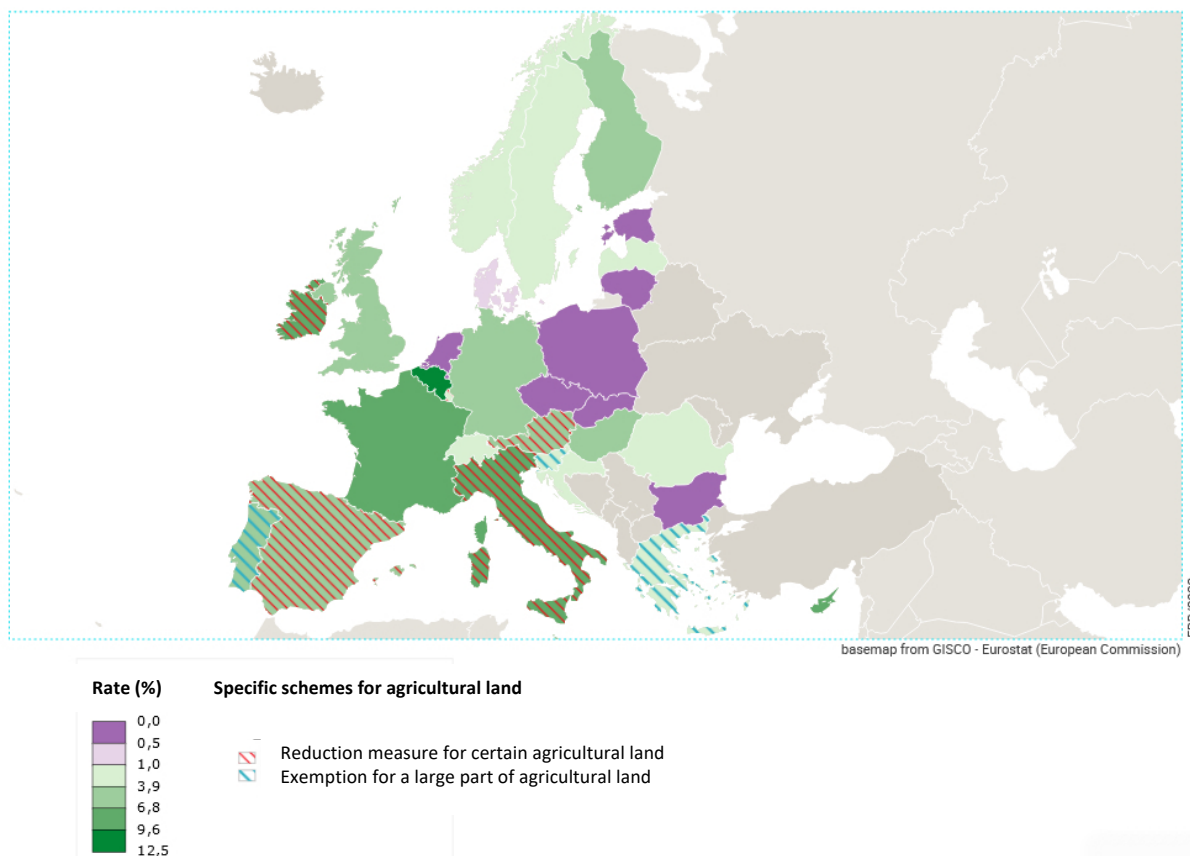 basemap from GISCO - Eurostat (European Commission)
Rate (%)
Specific schemes for agricultural land
0,0
0,5
1,0
3,9
6,8
9,6
12,5
Reduction measure for certain agricultural land
Exemption for a large part of agricultural land